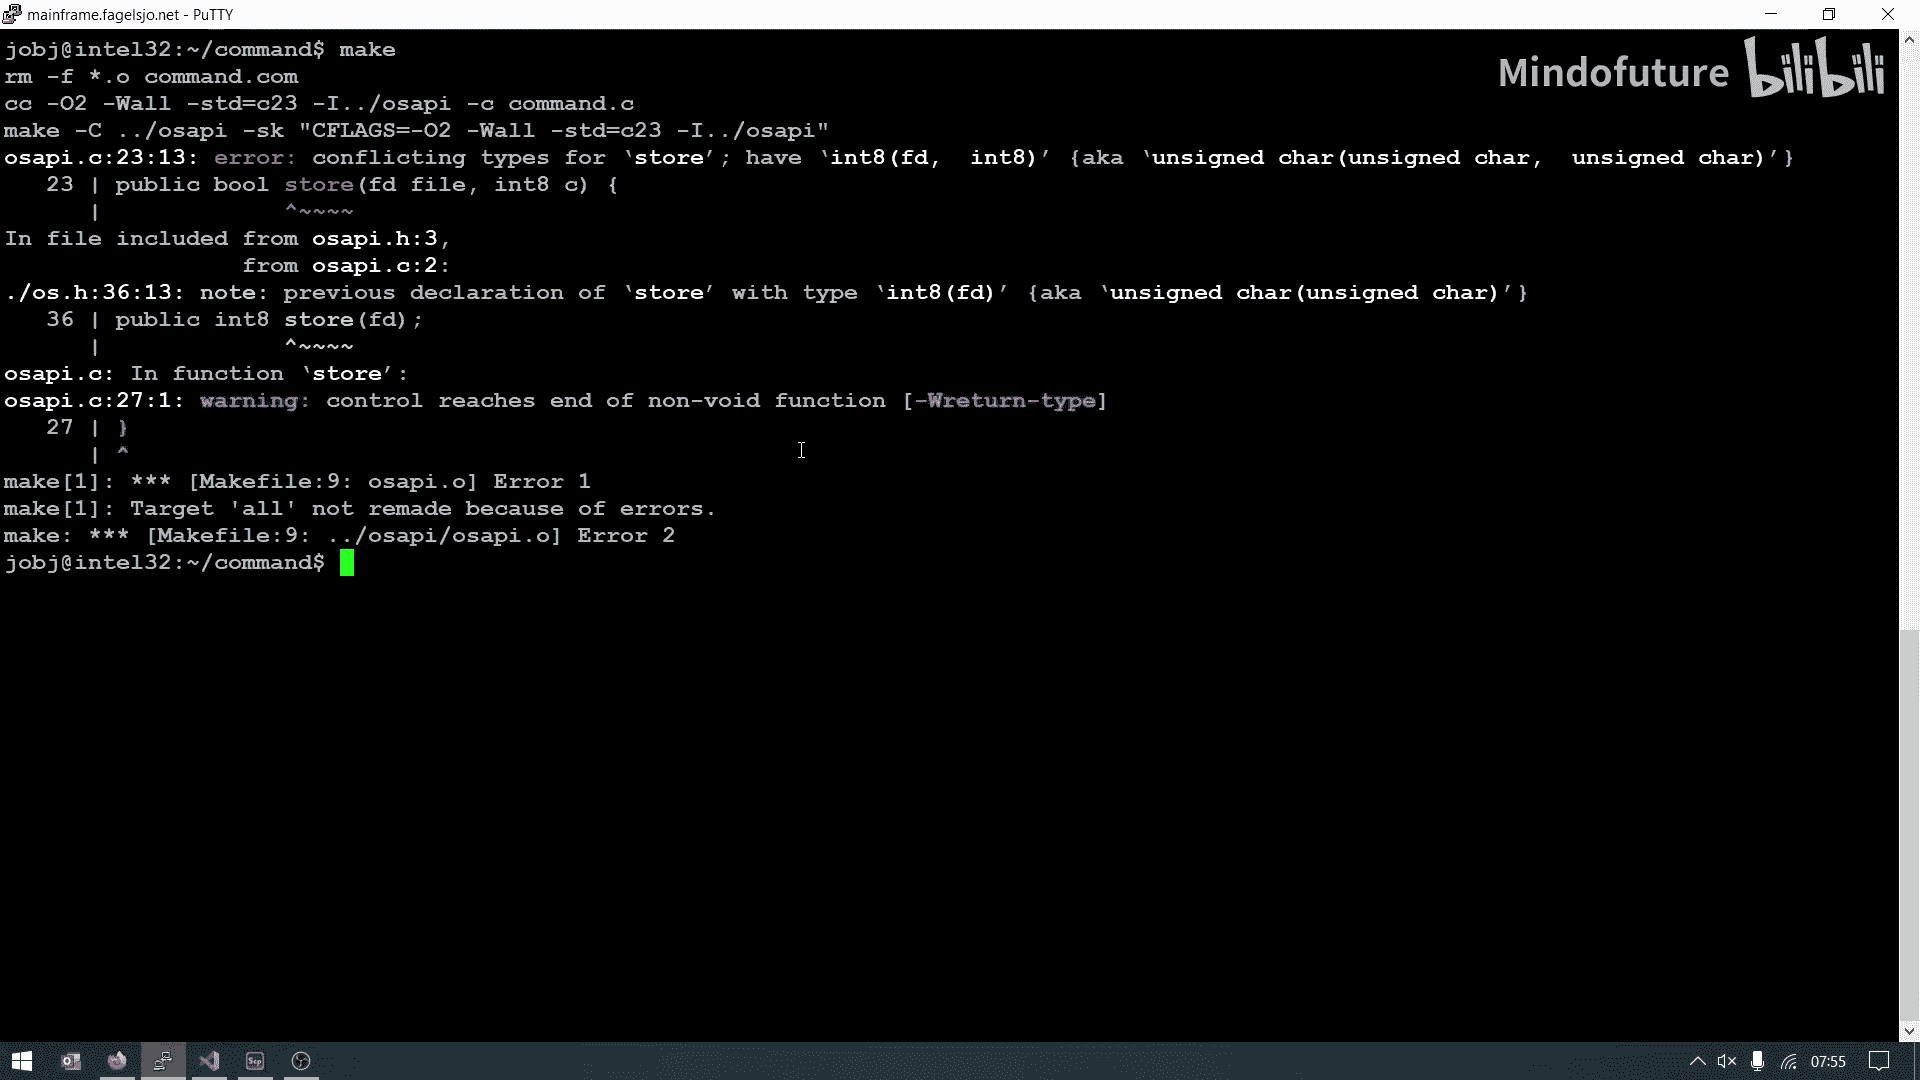 mainframe.fagelsjo.net - PuTTY
jobj@intel32:~/command$ make
rm -f *.o command.com
cc -O2 -Wall -std=c23 -I../osapi -c command.c
make -C ../osapi -sk "CFLAGS=-O2 -Wall -std=c23 -I../osapi"
osapi.c:23:13: error: conflicting types for ‘store’; have ‘int8(fd,  int8)’ {aka ‘unsigned char(unsigned char,  unsigned char)’}
   23 | public bool store(fd file, int8 c) {
      |             ^~~~~
In file included from osapi.h:3,
                 from osapi.c:2:
./os.h:36:13: note: previous declaration of ‘store’ with type ‘int8(fd)’ {aka ‘unsigned char(unsigned char)’}
   36 | public int8 store(fd);
      |             ^~~~~
osapi.c: In function ‘store’:
osapi.c:27:1: warning: control reaches end of non-void function [-Wreturn-type]
   27 | }
      | ^
make[1]: *** [Makefile:9: osapi.o] Error 1
make[1]: Target 'all' not remade because of errors.
make: *** [Makefile:9: ../osapi/osapi.o] Error 2
jobj@intel32:~/command$
Mindofuture bilibili
Scp
07:55